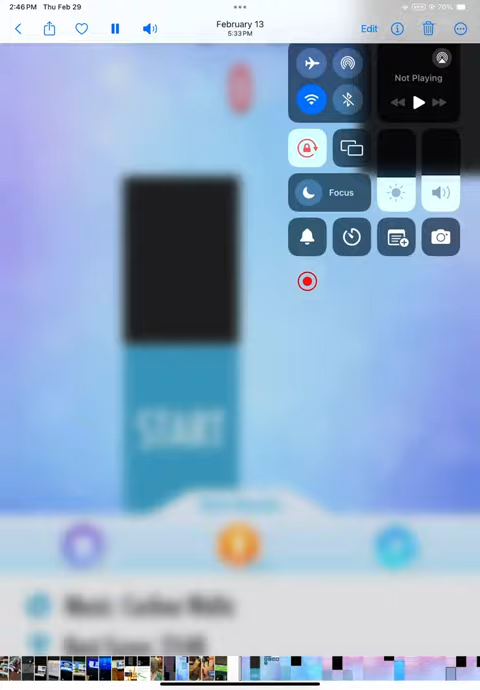 2:46 PM Thu Feb 29
70%
February 13
5:33 PM
Edit
Not Playing
Focus
START